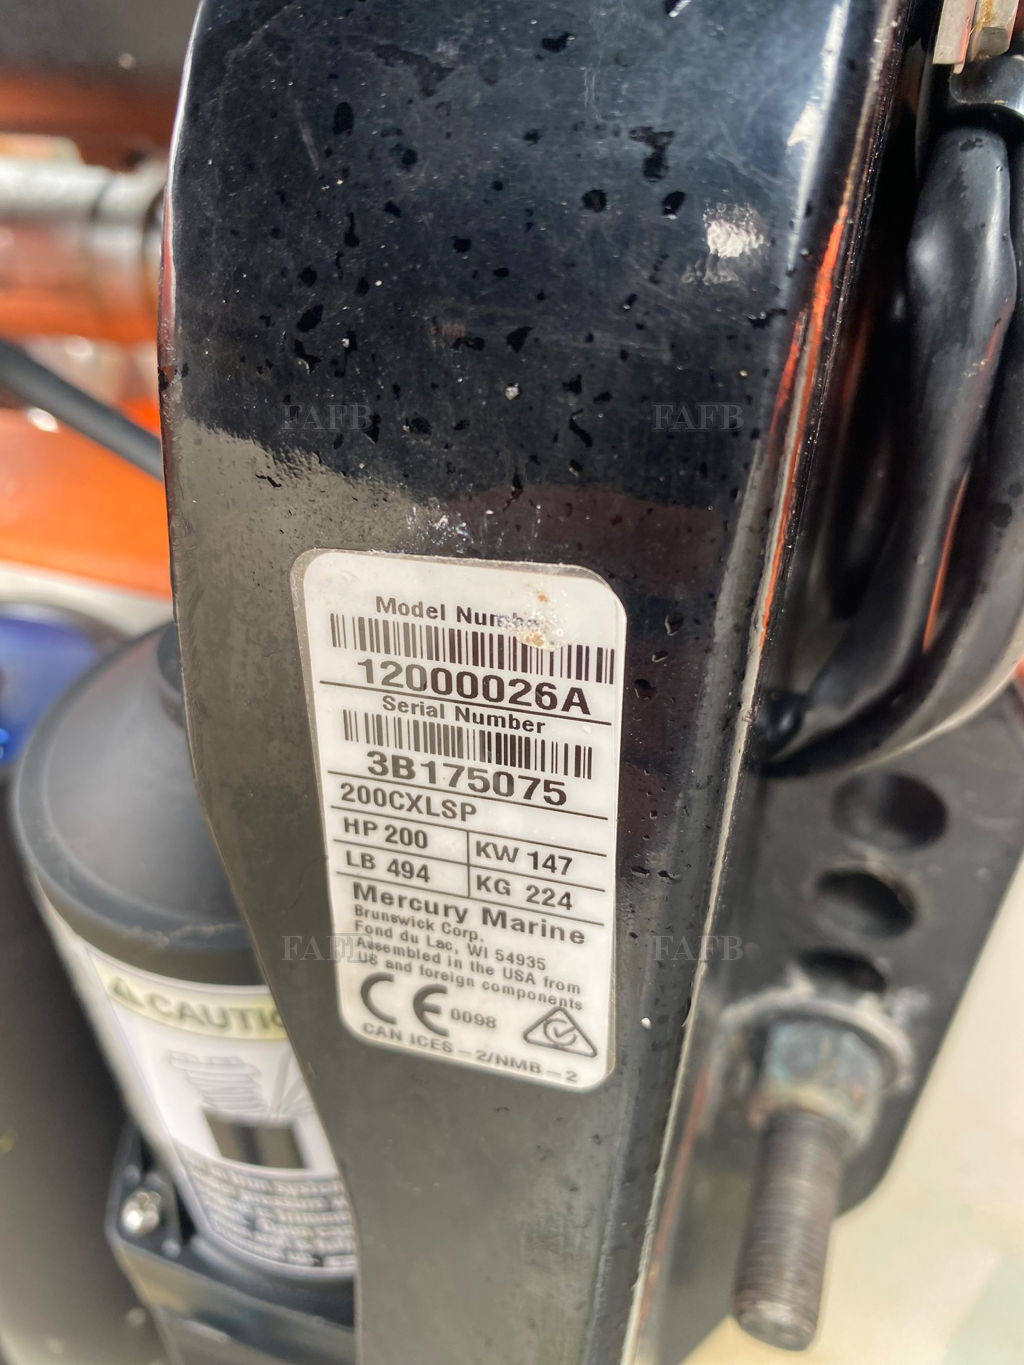 FAFB FAFB
Model Number
12000026A
Serial Number
3B175075
200CXLSP
HP 200 KW 147
LB 494 KG 224
Mercury Marine
Brunswick Corp.
Fond du Lac, WI 54935
Assembled in the USA from
US and foreign components
CE 0098
CAN ICES-2/NMB-2
FAFB FAFB
CAUTIO